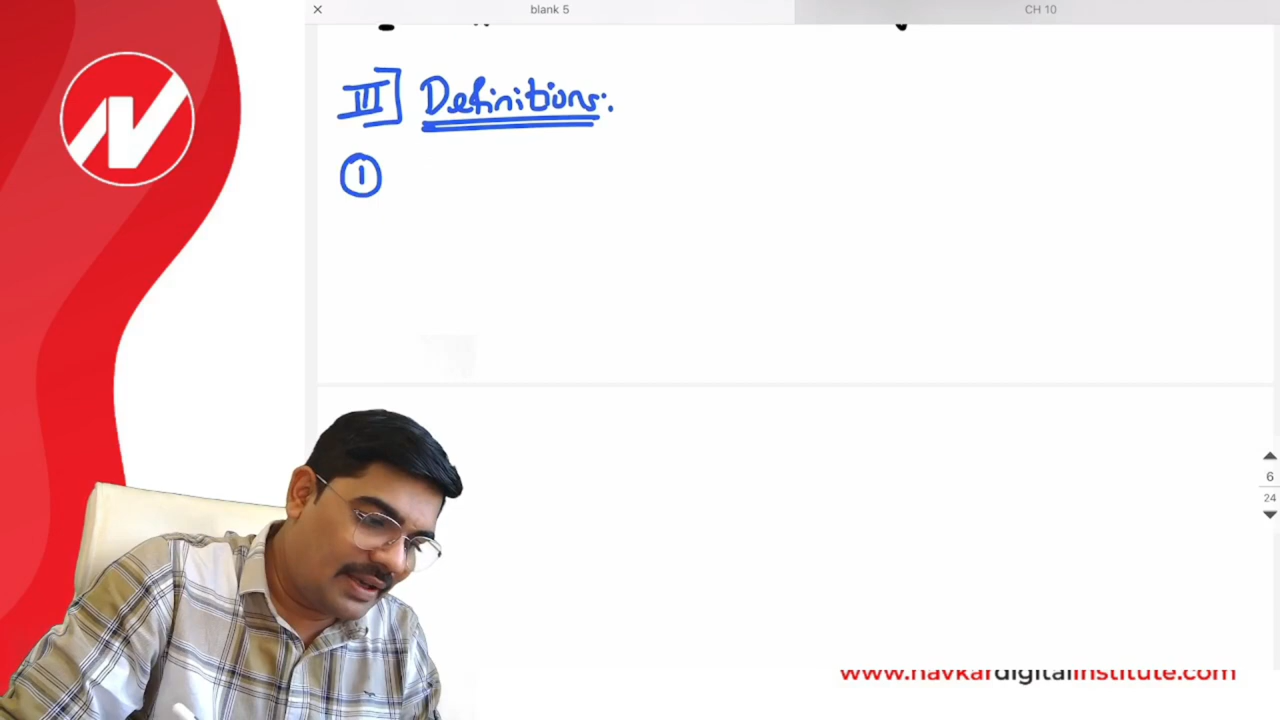 blank 5
CH 10
III] Definitions:
①
6
24
www.navkardigitalinstitute.com